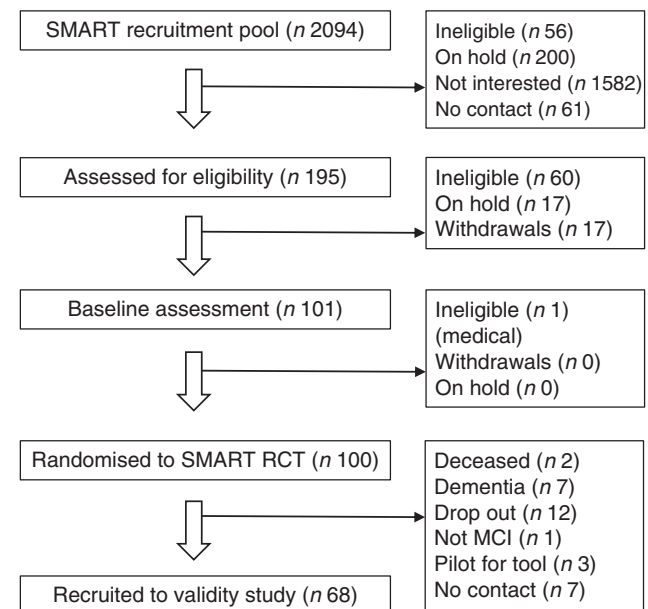 SMART recruitment pool (n 2094)
Ineligible (n 56)
On hold (n 200)
Not interested (n 1582)
No contact (n 61)
Assessed for eligibility (n 195)
Ineligible (n 60)
On hold (n 17)
Withdrawals (n 17)
Baseline assessment (n 101)
Ineligible (n 1)
(medical)
Withdrawals (n 0)
On hold (n 0)
Randomised to SMART RCT (n 100)
Deceased (n 2)
Dementia (n 7)
Drop out (n 12)
Not MCI (n 1)
Pilot for tool (n 3)
No contact (n 7)
Recruited to validity study (n 68)